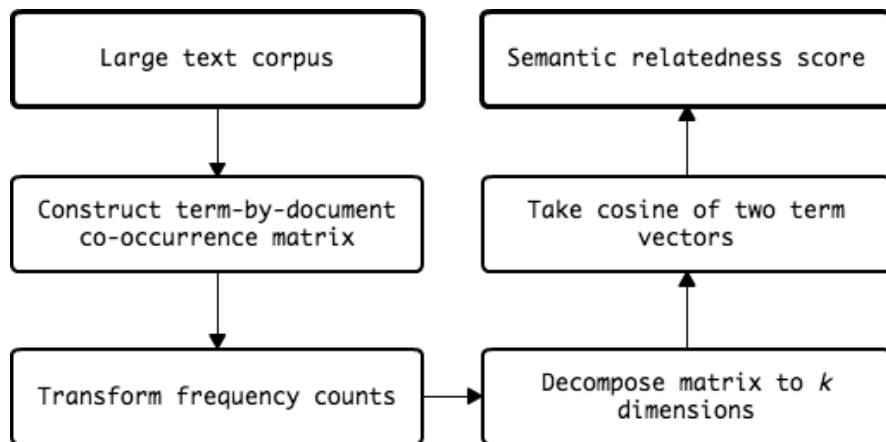 Large text corpus
Construct term-by-document
co-occurrence matrix
Transform frequency counts
Decompose matrix to k
dimensions
Take cosine of two term
vectors
Semantic relatedness score